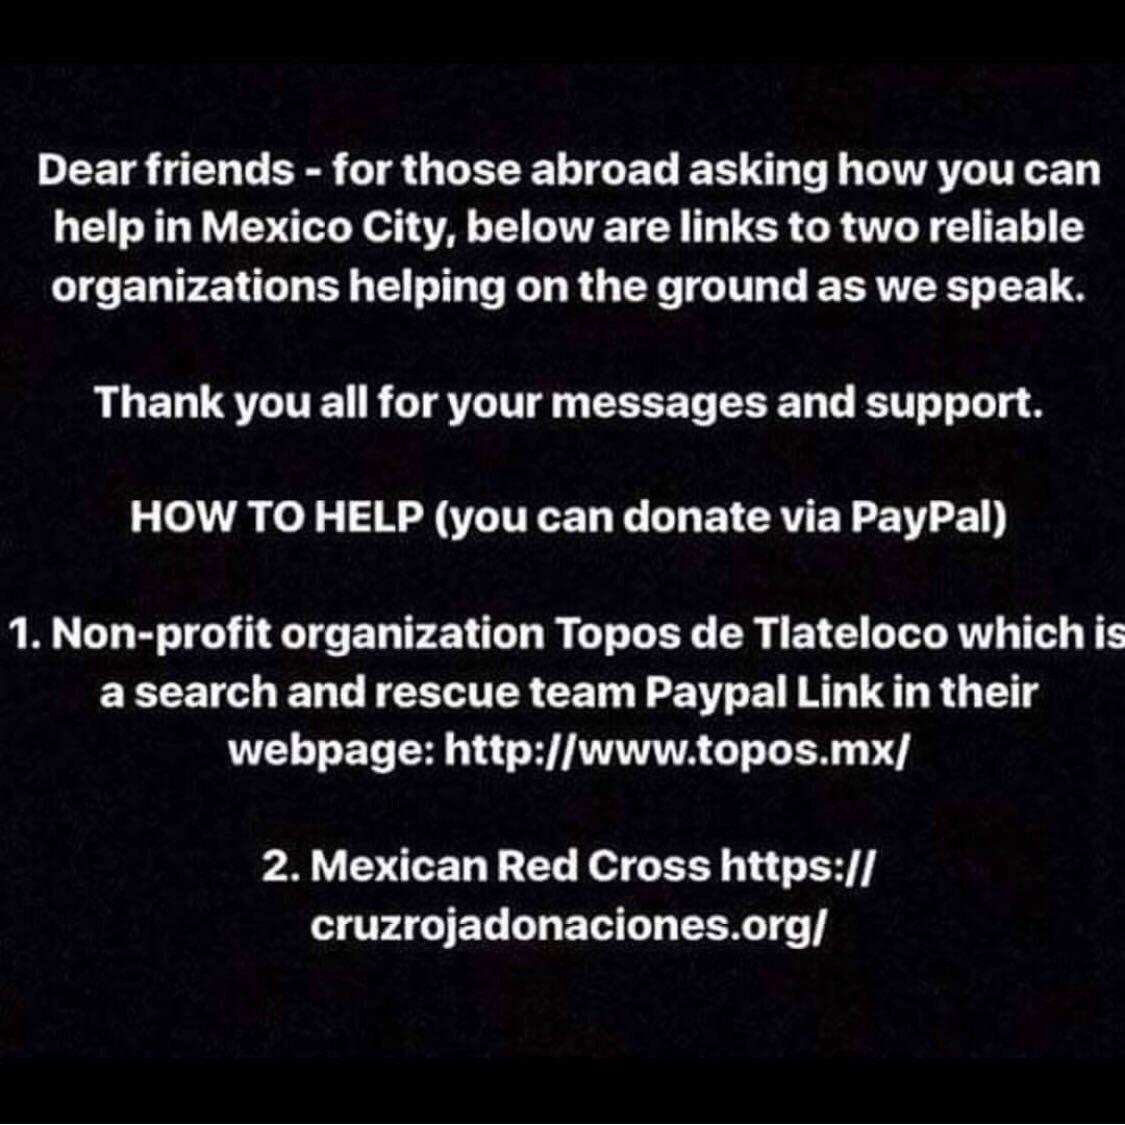 Dear friends - for those abroad asking how you can
help in Mexico City, below are links to two reliable
organizations helping on the ground as we speak.
Thank you all for your messages and support.
HOW TO HELP (you can donate via PayPal)
1. Non-profit organization Topos de Tlateloco which is
a search and rescue team Paypal Link in their
webpage: http://www.topos.mx/
2. Mexican Red Cross https://
cruzrojadonaciones.org/